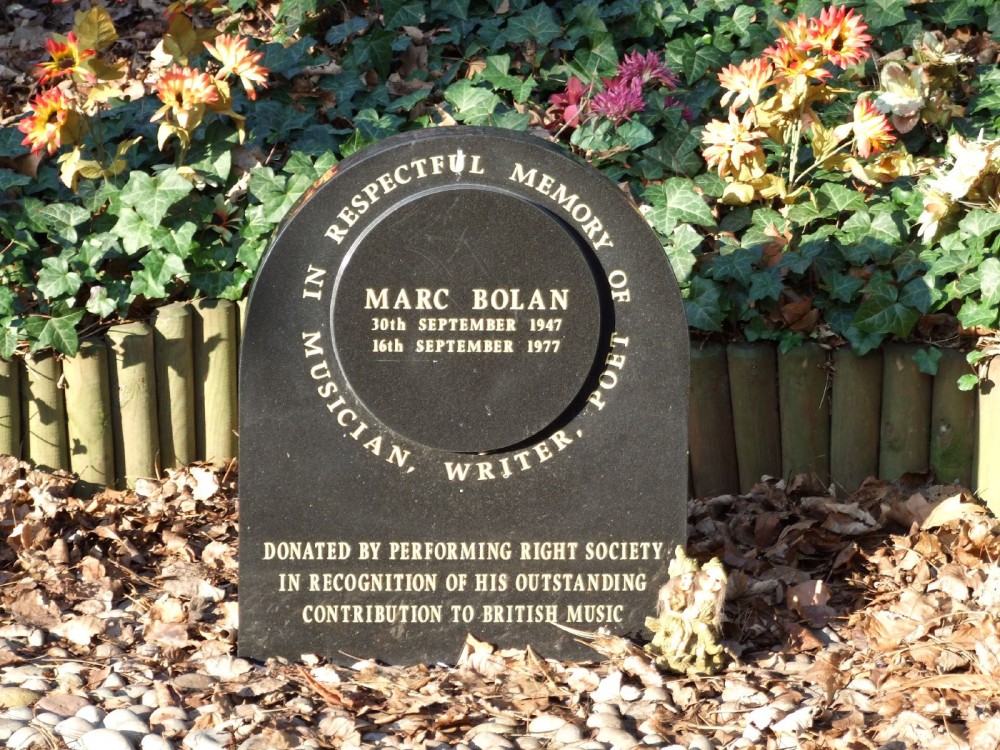 IN RESPECTFUL MEMORY OF
MARC BOLAN
30th SEPTEMBER 1947
16th SEPTEMBER 1977
MUSICIAN, WRITER, POET
DONATED BY PERFORMING RIGHT SOCIETY
IN RECOGNITION OF HIS OUTSTANDING
CONTRIBUTION TO BRITISH MUSIC